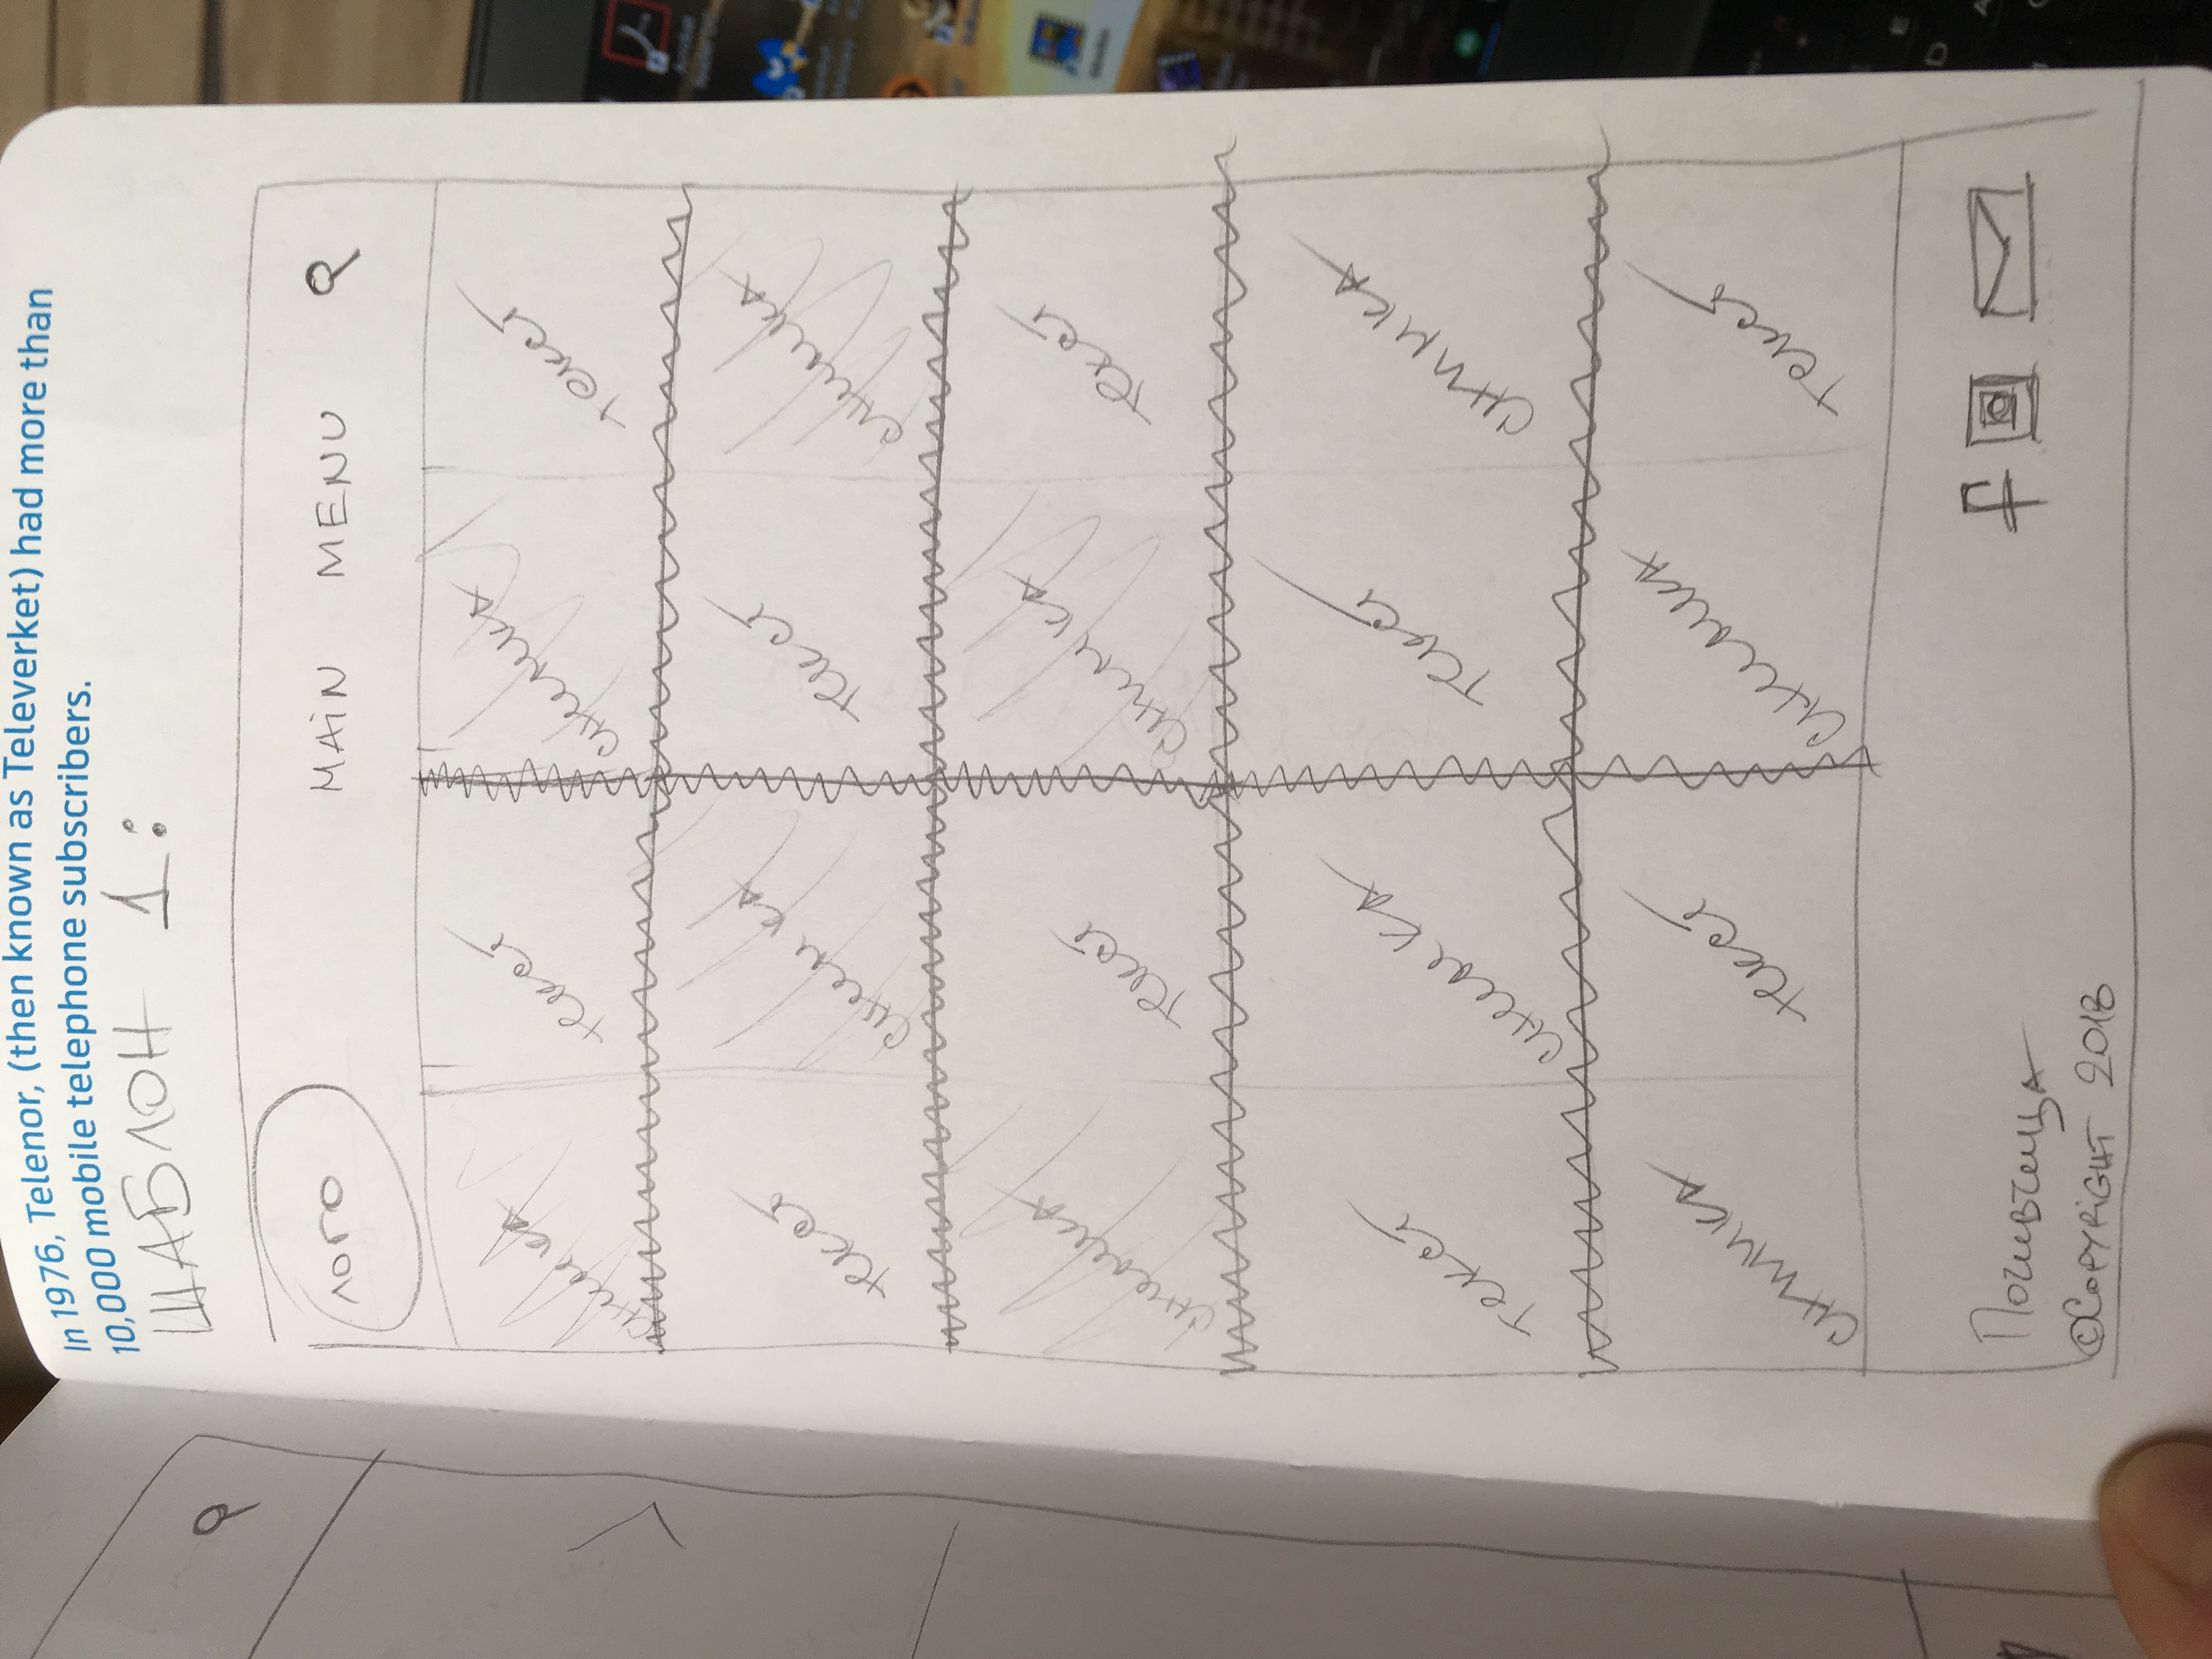 In 1976, Telenor, (then known as Televerket) had more than
10,000 mobile telephone subscribers.
ШАБЛОН 1:
лого MAIN MENU
снимка текст снимка текст
текст снимка текст снимка
снимка текст снимка текст
текст снимка текст снимка
снимка текст снимка текст
Почивчица
f
©COPYRIGHT 2018